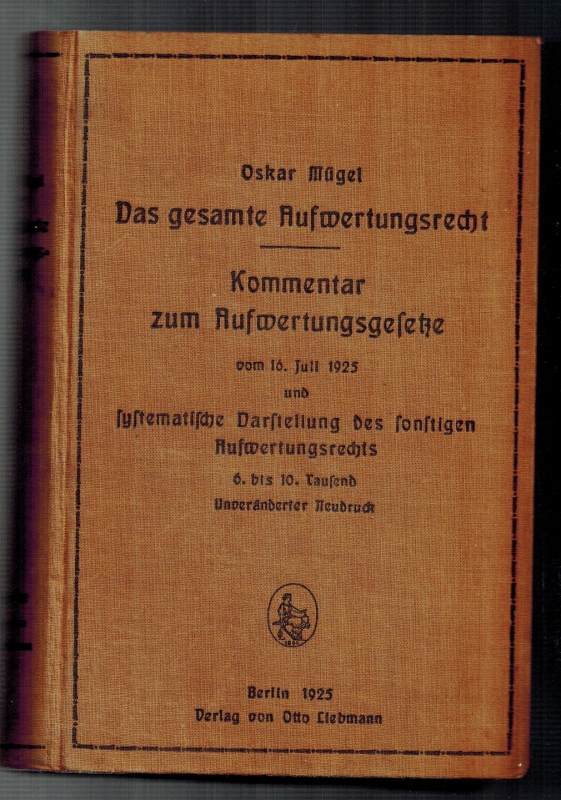 Oskar Mügel
Das gesamte Aufwertungsrecht
Kommentar
zum Aufwertungsgeſetze
vom 16. Juli 1925
und
ſyſtematiſche Darſtellung des ſonſtigen
Aufwertungsrechts
6. bis 10. Tauſend
Unveränderter Neudruck
Berlin 1925
Verlag von Otto Liebmann